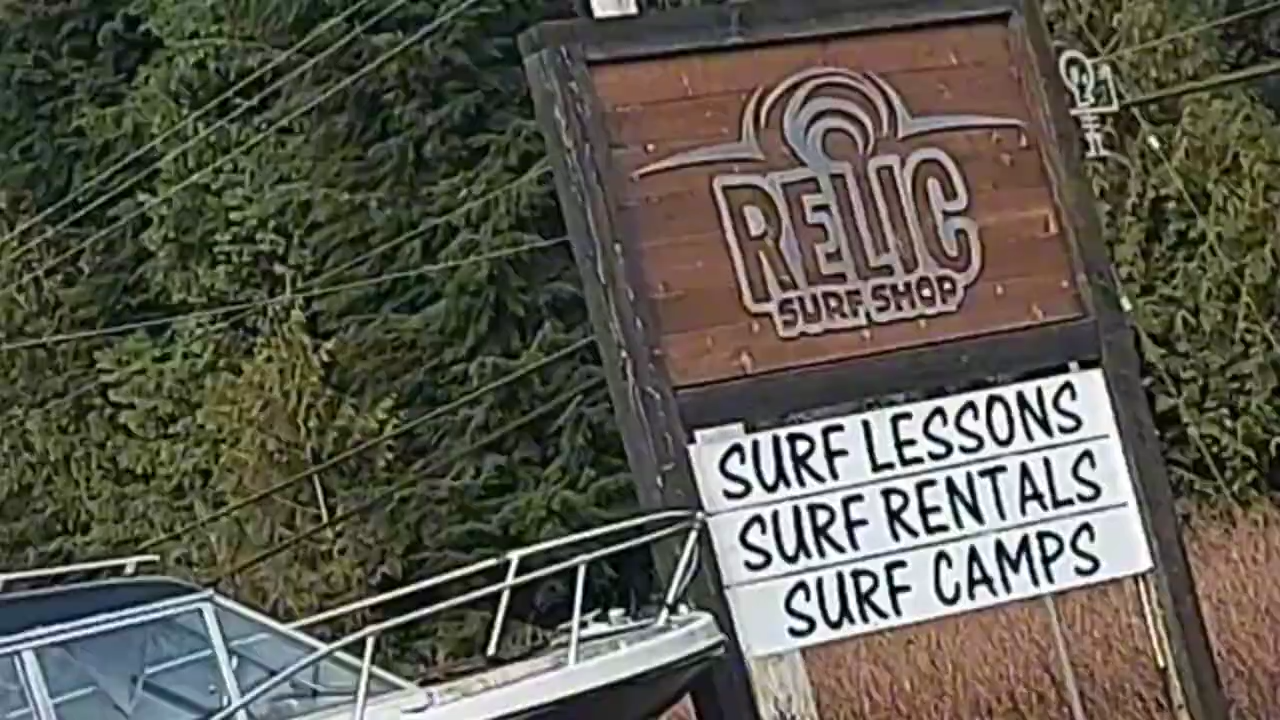 RELIC
SURF SHOP
SURF LESSONS
SURF RENTALS
SURF CAMPS